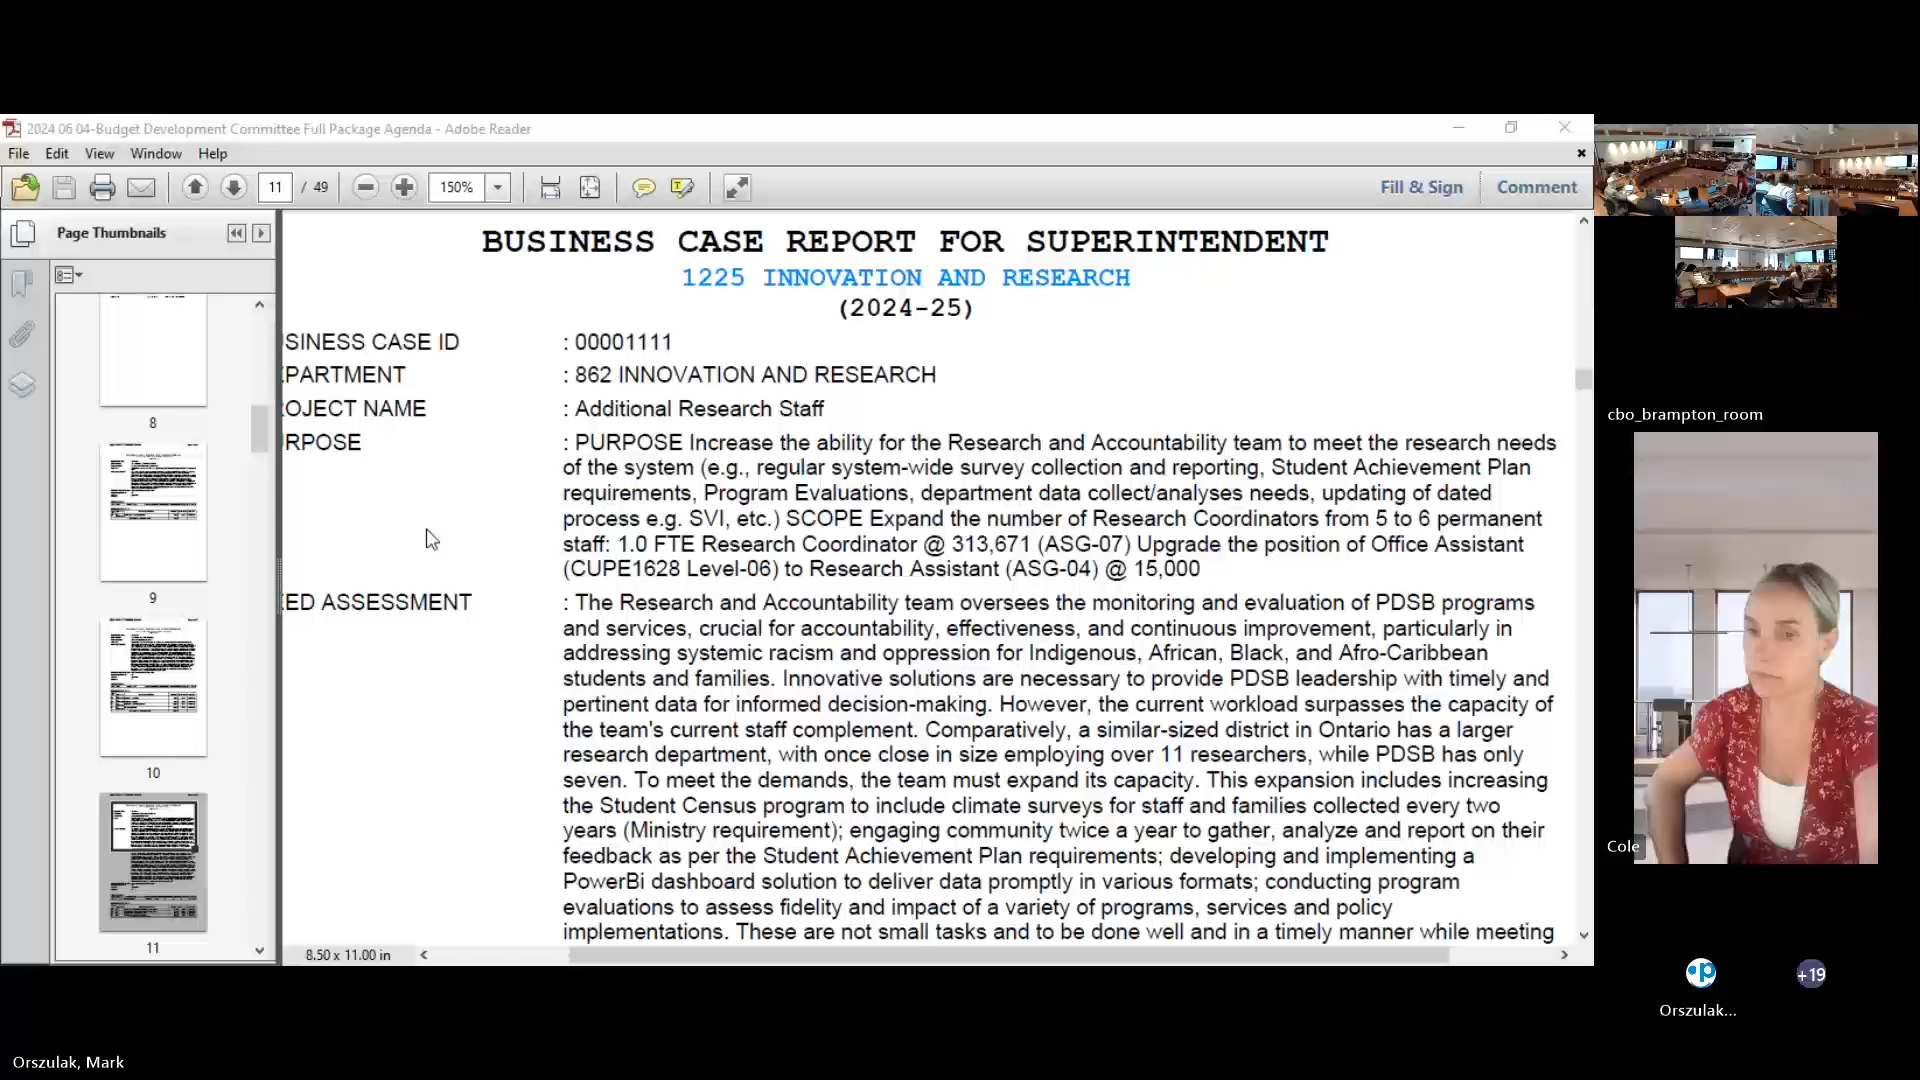 2024 06 04-Budget Development Committee Full Package Agenda - Adobe Reader
File Edit View Window Help
11 / 49 150% Fill & Sign Comment
Page Thumbnails
8
9
10
11
BUSINESS CASE REPORT FOR SUPERINTENDENT
1225 INNOVATION AND RESEARCH
(2024-25)
SINESS CASE ID : 00001111
PARTMENT : 862 INNOVATION AND RESEARCH
OJECT NAME : Additional Research Staff
RPOSE : PURPOSE Increase the ability for the Research and Accountability team to meet the research needs
of the system (e.g., regular system-wide survey collection and reporting, Student Achievement Plan
requirements, Program Evaluations, department data collect/analyses needs, updating of dated
process e.g. SVI, etc.) SCOPE Expand the number of Research Coordinators from 5 to 6 permanent
staff: 1.0 FTE Research Coordinator @ 313,671 (ASG-07) Upgrade the position of Office Assistant
(CUPE1628 Level-06) to Research Assistant (ASG-04) @ 15,000
ED ASSESSMENT : The Research and Accountability team oversees the monitoring and evaluation of PDSB programs
and services, crucial for accountability, effectiveness, and continuous improvement, particularly in
addressing systemic racism and oppression for Indigenous, African, Black, and Afro-Caribbean
students and families. Innovative solutions are necessary to provide PDSB leadership with timely and
pertinent data for informed decision-making. However, the current workload surpasses the capacity of
the team's current staff complement. Comparatively, a similar-sized district in Ontario has a larger
research department, with once close in size employing over 11 researchers, while PDSB has only
seven. To meet the demands, the team must expand its capacity. This expansion includes increasing
the Student Census program to include climate surveys for staff and families collected every two
years (Ministry requirement); engaging community twice a year to gather, analyze and report on their
feedback as per the Student Achievement Plan requirements; developing and implementing a
PowerBi dashboard solution to deliver data promptly in various formats; conducting program
evaluations to assess fidelity and impact of a variety of programs, services and policy
implementations. These are not small tasks and to be done well and in a timely manner while meeting
8.50 x 11.00 in
cbo_brampton_room
Cole
p
+19
Orszulak...
Orszulak, Mark